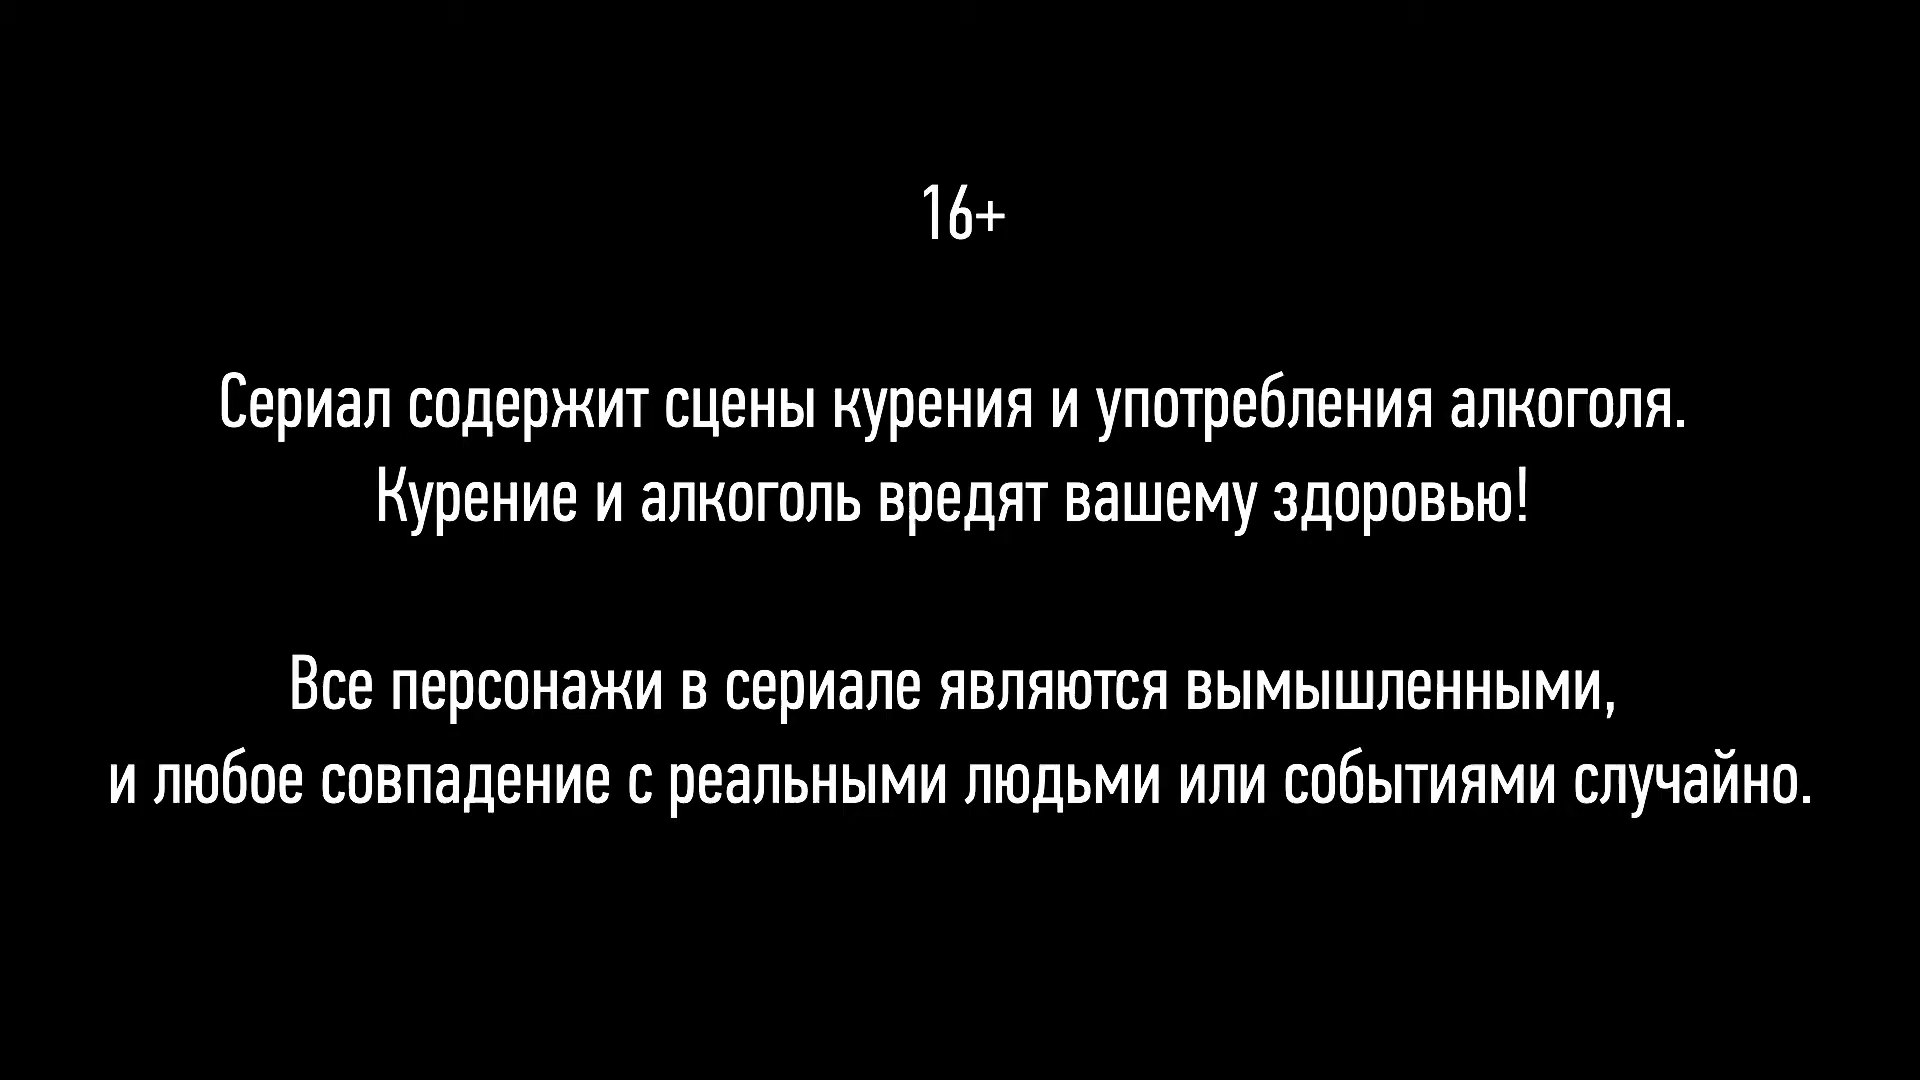 16+
Сериал содержит сцены курения и употребления алкоголя.
Курение и алкоголь вредят вашему здоровью!
Все персонажи в сериале являются вымышленными,
и любое совпадение с реальными людьми или событиями случайно.